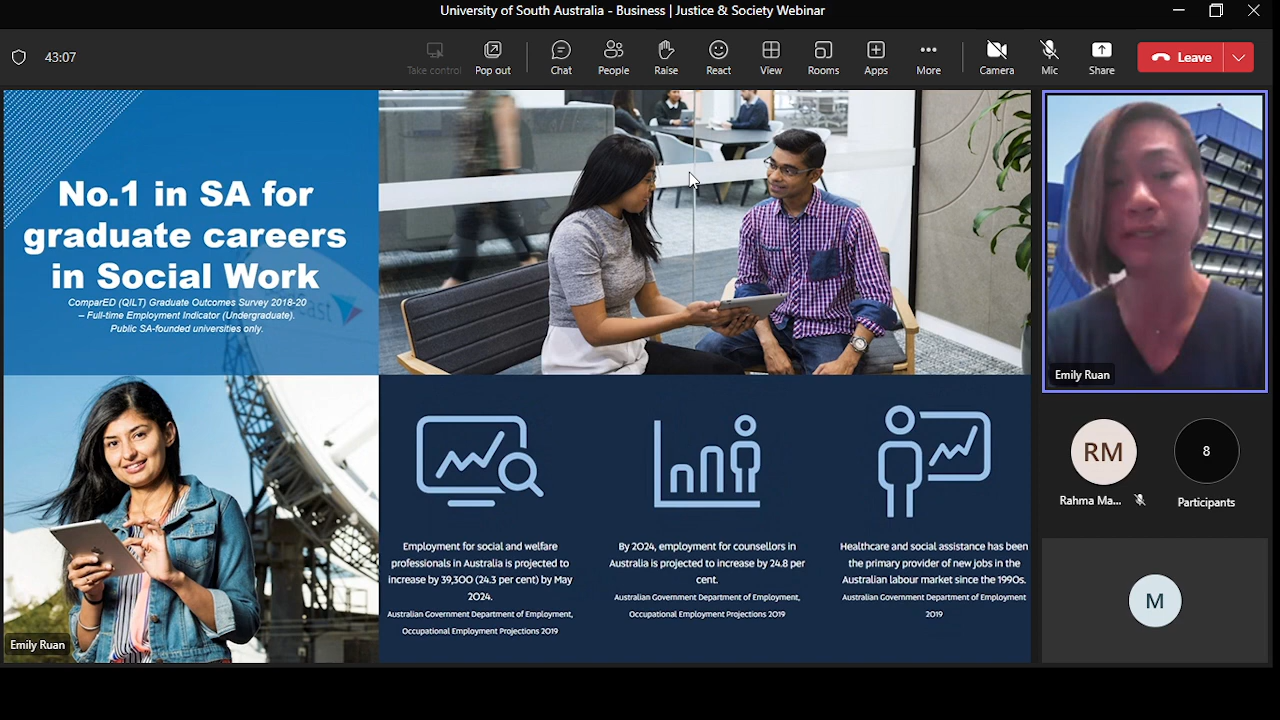 University of South Australia - Business | Justice & Society Webinar
43:07
Take control
Pop out
Chat
People
Raise
React
View
Rooms
Apps
More
Camera
Mic
Share
Leave
No.1 in SA for
graduate careers
in Social Work
ComparED (QILT) Graduate Outcomes Survey 2018-20
– Full-time Employment Indicator (Undergraduate).
Public SA-founded universities only.
Emily Ruan
Employment for social and welfare
professionals in Australia is projected to
increase by 39,300 (24.3 per cent) by May
2024.
Australian Government Department of Employment,
Occupational Employment Projections 2019
By 2024, employment for counsellors in
Australia is projected to increase by 24.8 per
cent.
Australian Government Department of Employment,
Occupational Employment Projections 2019
Healthcare and social assistance has been
the primary provider of new jobs in the
Australian labour market since the 1990s.
Australian Government Department of Employment
2019
Emily Ruan
RM
Rahma Ma...
8
Participants
M